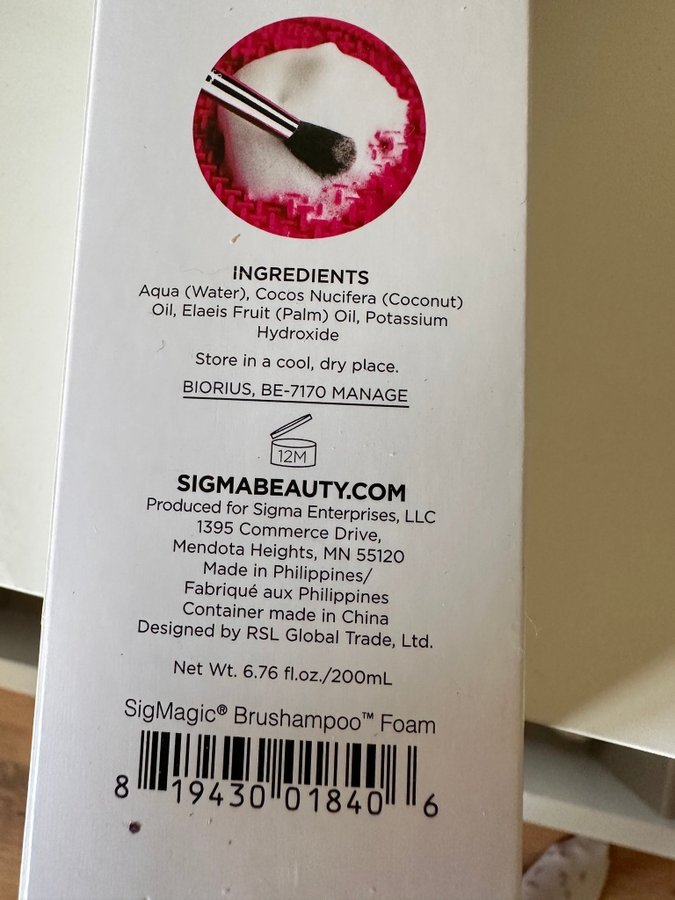 INGREDIENTS
Aqua (Water), Cocos Nucifera (Coconut)
Oil, Elaeis Fruit (Palm) Oil, Potassium
Hydroxide
Store in a cool, dry place.
BIORIUS, BE-7170 MANAGE
12M
SIGMABEAUTY.COM
Produced for Sigma Enterprises, LLC
1395 Commerce Drive,
Mendota Heights, MN 55120
Made in Philippines/
Fabriqué aux Philippines
Container made in China
Designed by RSL Global Trade, Ltd.
Net Wt. 6.76 fl.oz./200mL
SigMagic® Brushampoo™ Foam
8 19430 01840 6